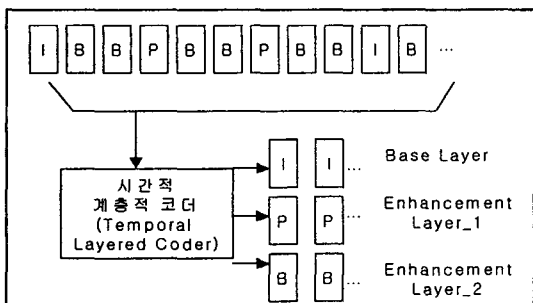 I B B P B B P B B I B ...
I I ... Base Layer
시간적
계층적 코더
(Temporal
Layered Coder)
P P ... Enhancement
Layer_1
B B ... Enhancement
Layer_2